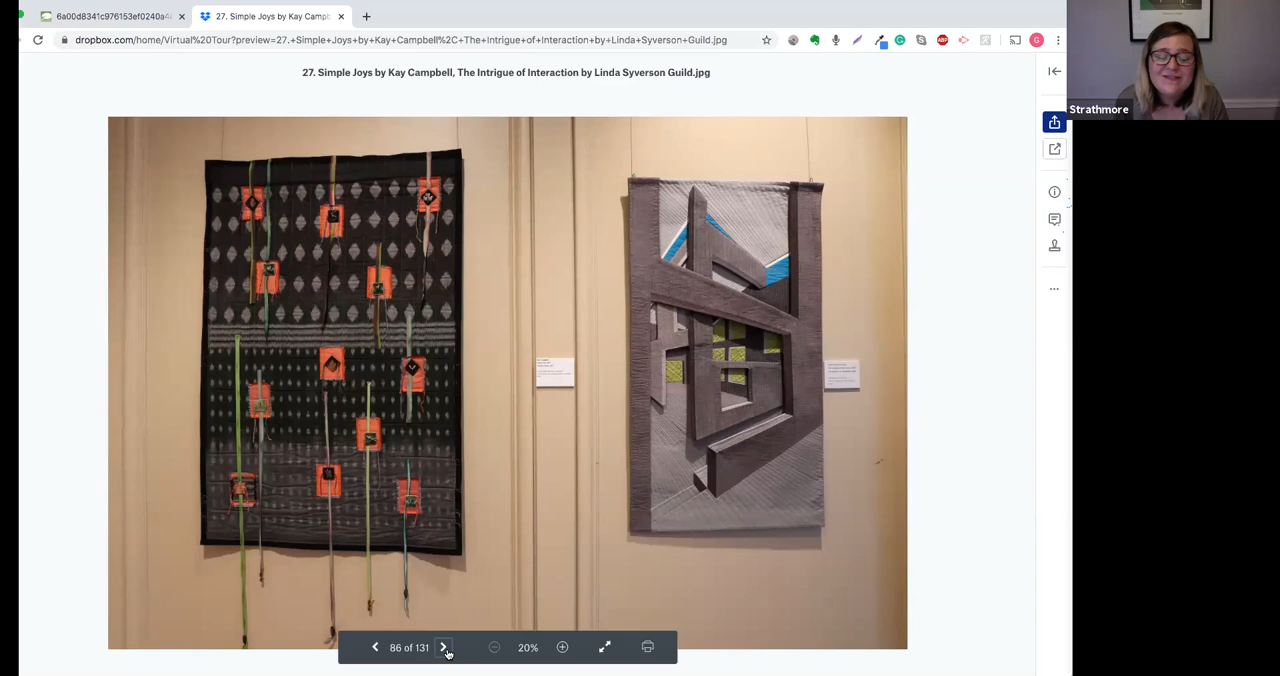 6a00d8341c976153ef0240a4
27. Simple Joys by Kay Campb
dropbox.com/home/Virtual%20Tour?preview=27.+Simple+Joys+by+Kay+Campbell%2C+The+Intrigue+of+Interaction+by+Linda+Syverson+Guild.jpg
27. Simple Joys by Kay Campbell, The Intrigue of Interaction by Linda Syverson Guild.jpg
Strathmore
86 of 131
20%